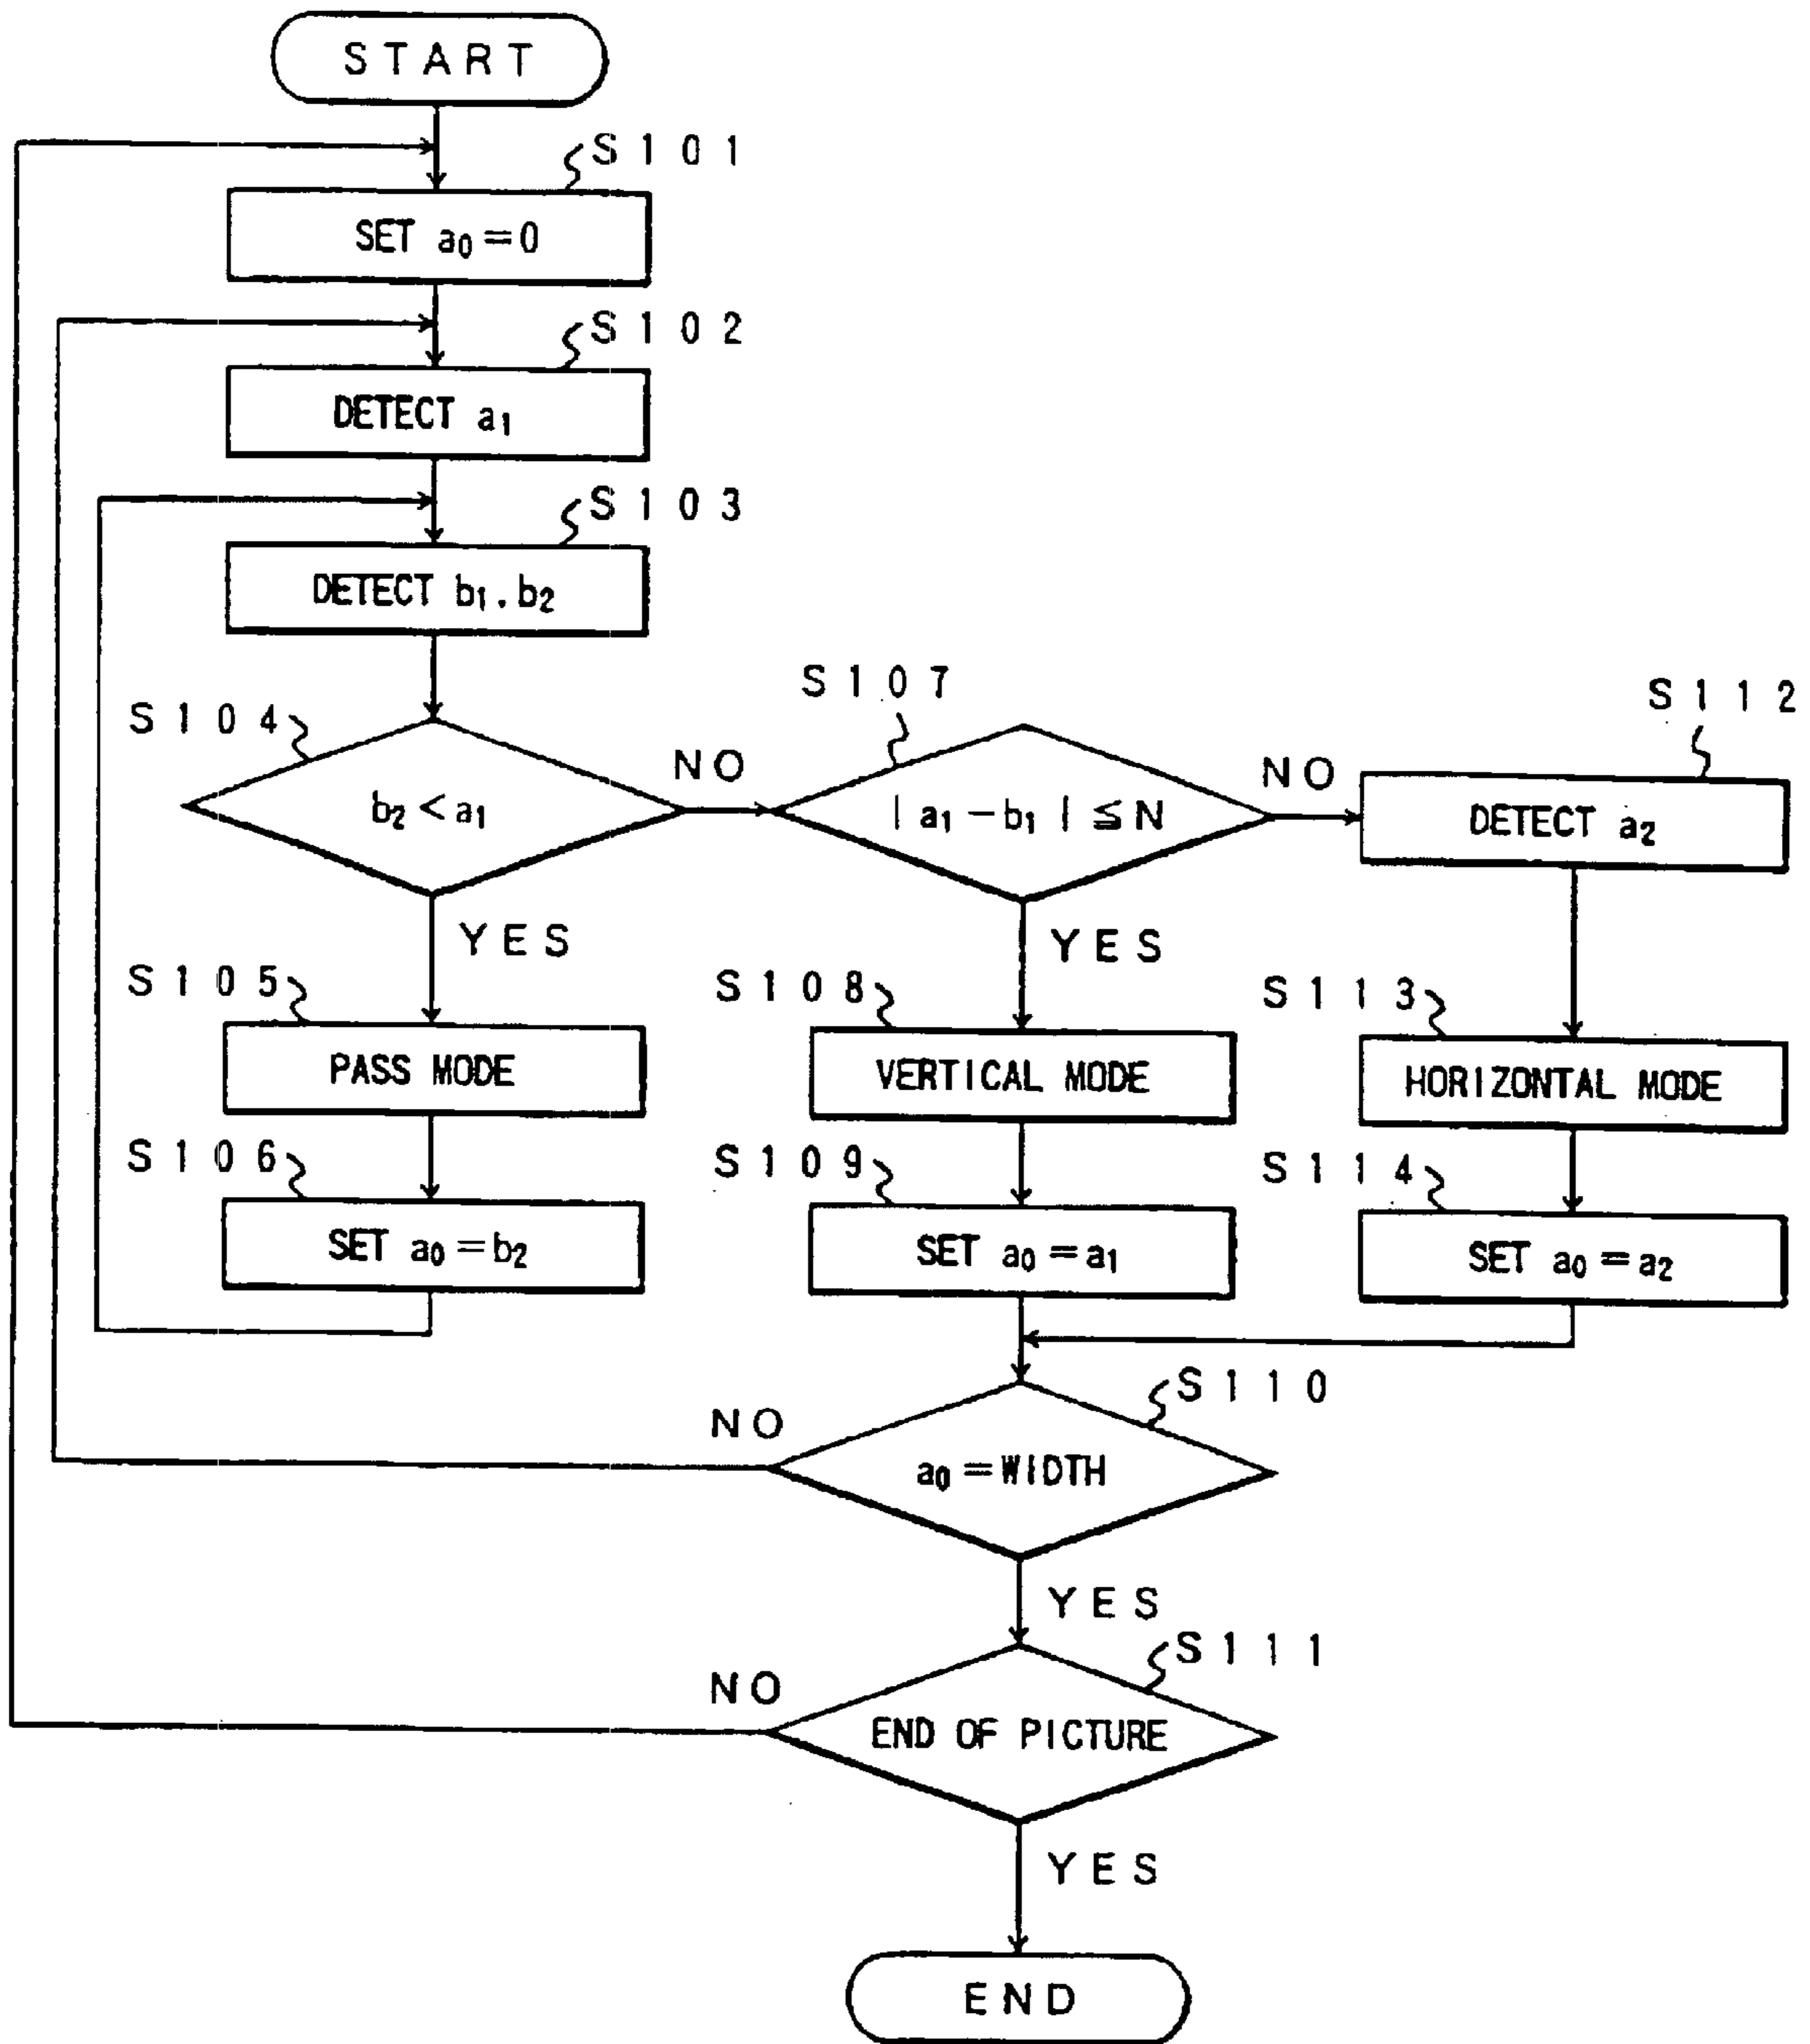 START
S101
SET a₀=0
S102
DETECT a₁
S103
DETECT b₁, b₂
S104
b₂<a₁
NO
S107
|a₁-b₁|≦N
NO
S112
DETECT a₂
YES
YES
S105
PASS MODE
S108
VERTICAL MODE
S113
HORIZONTAL MODE
S106
SET a₀=b₂
S109
SET a₀=a₁
S114
SET a₀=a₂
S110
NO
a₀=WIDTH
YES
S111
NO
END OF PICTURE
YES
END